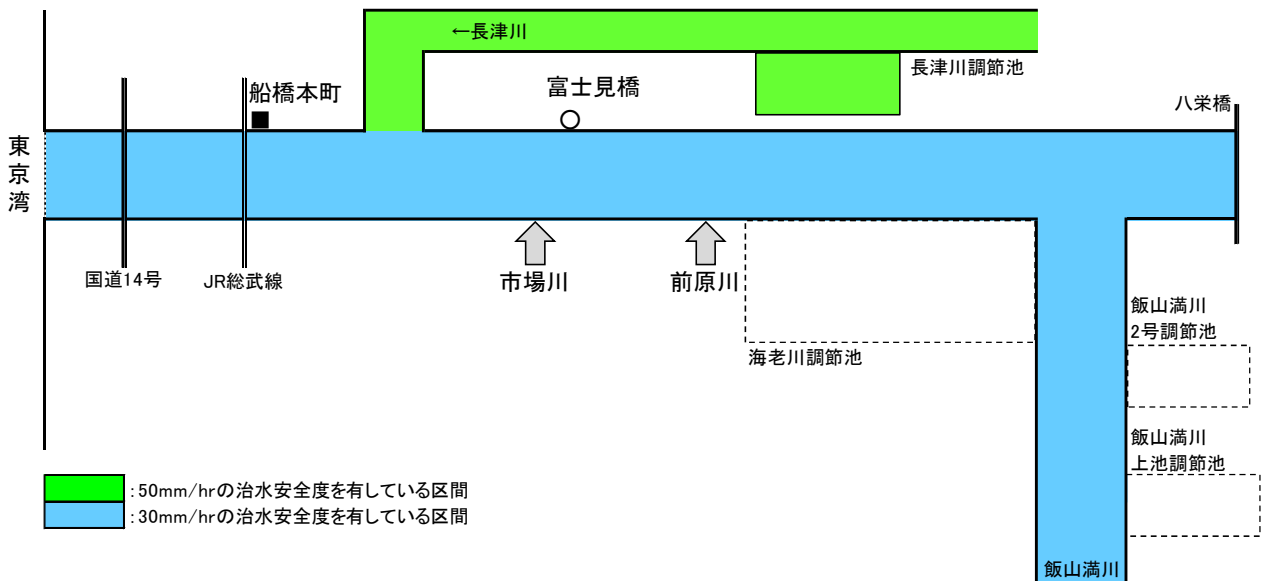 ←長津川
長津川調節池
船橋本町
富士見橋
八栄橋
東京湾
国道14号
JR総武線
市場川
前原川
海老川調節池
飯山満川
2号調節池
飯山満川
上池調節池
:50mm/hrの治水安全度を有している区間
:30mm/hrの治水安全度を有している区間
飯山満川